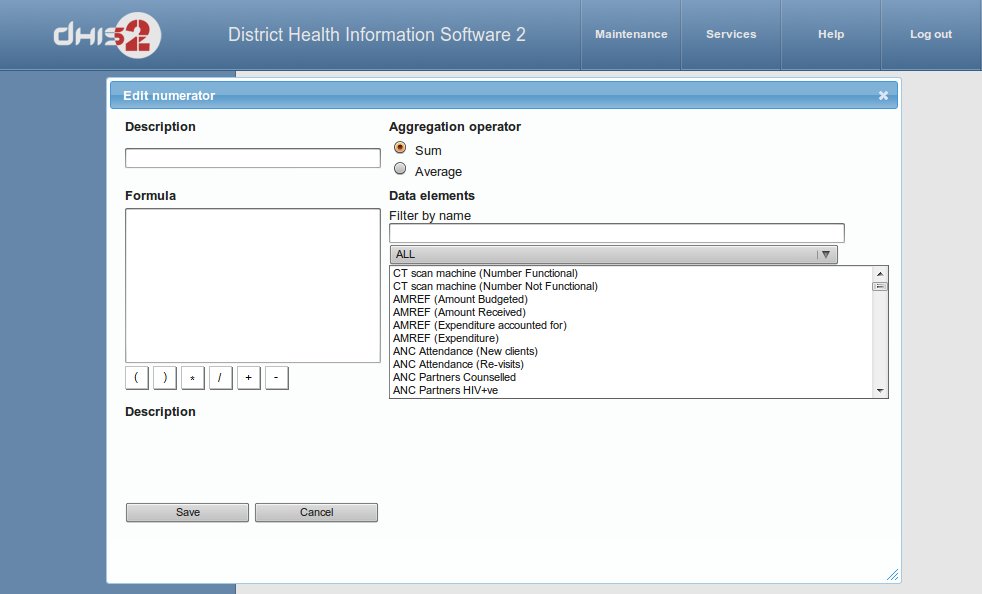 dhis2
District Health Information Software 2
Maintenance
Services
Help
Log out
Edit numerator
Description
Aggregation operator
Sum
Average
Formula
Data elements
Filter by name
ALL
CT scan machine (Number Functional)
CT scan machine (Number Not Functional)
AMREF (Amount Budgeted)
AMREF (Amount Received)
AMREF (Expenditure accounted for)
AMREF (Expenditure)
ANC Attendance (New clients)
ANC Attendance (Re-visits)
ANC Partners Counselled
ANC Partners HIV+ve
( ) * / + -
Description
Save
Cancel